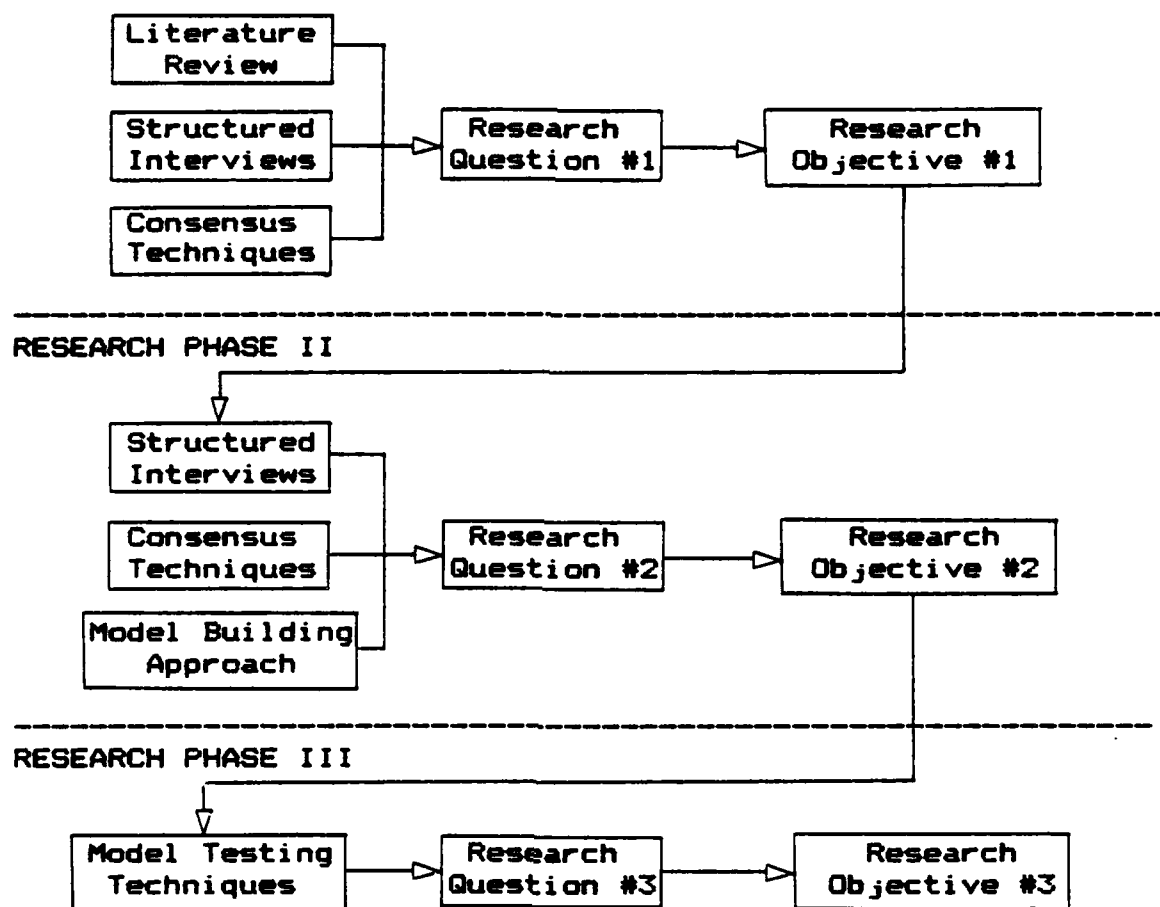 Literature
Review
Structured
Interviews
Research
Question #1
Research
Objective #1
Consensus
Techniques
RESEARCH PHASE II
Structured
Interviews
Consensus
Techniques
Research
Question #2
Research
Objective #2
Model Building
Approach
RESEARCH PHASE III
Model Testing
Techniques
Research
Question #3
Research
Objective #3